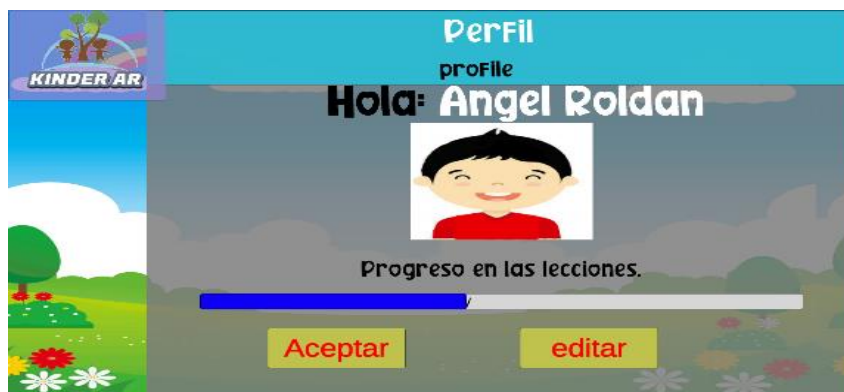 KINDER AR
PerFil
proFile
Hola: Angel Roldan
Progreso en las lecciones.
Aceptar
editar